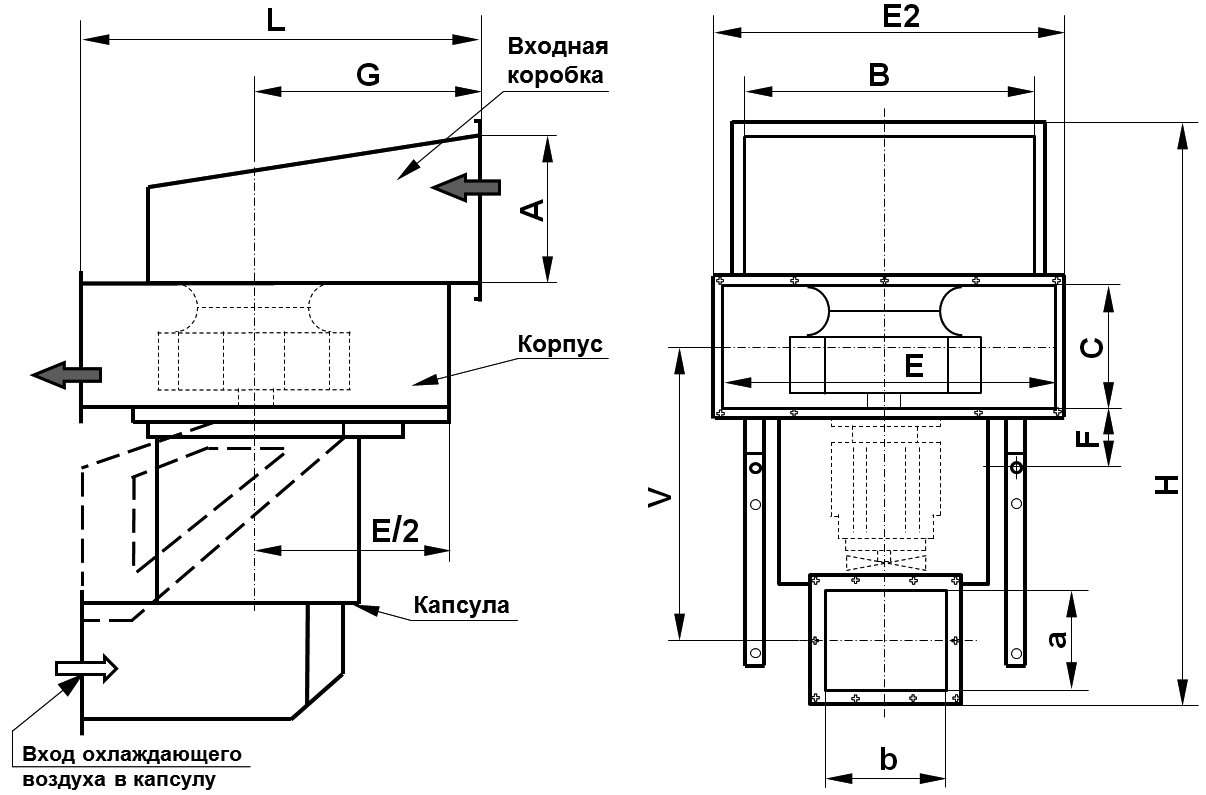 L
E2
Входная
коробка
G
B
A
Корпус
C
E
F
V
H
E/2
Капсула
a
Вход охлаждающего
воздуха в капсулу
b